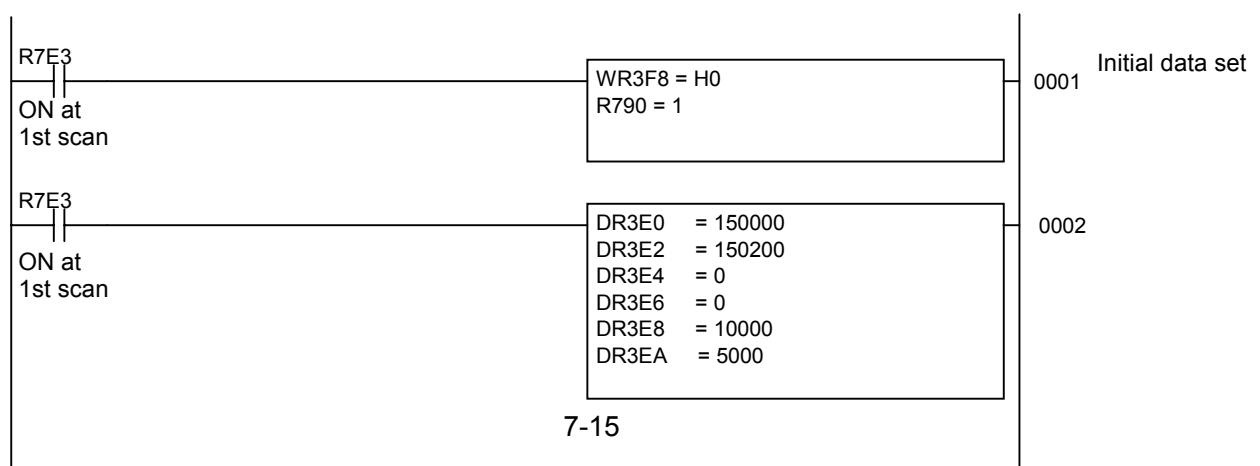 R7E3
ON at
1st scan
WR3F8 = H0
R790 = 1
0001
Initial data set
R7E3
ON at
1st scan
DR3E0 = 150000
DR3E2 = 150200
DR3E4 = 0
DR3E6 = 0
DR3E8 = 10000
DR3EA = 5000
0002
7-15